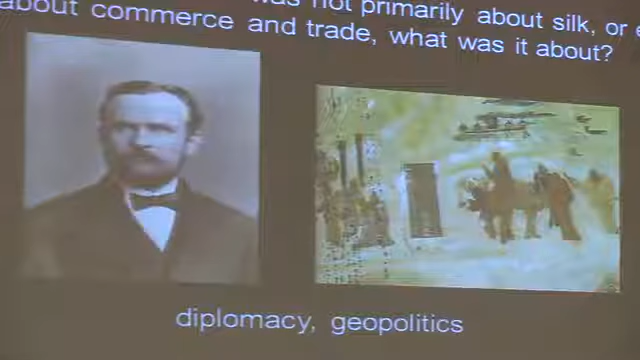 was not primarily about silk, or
about commerce and trade, what was it about?
diplomacy, geopolitics